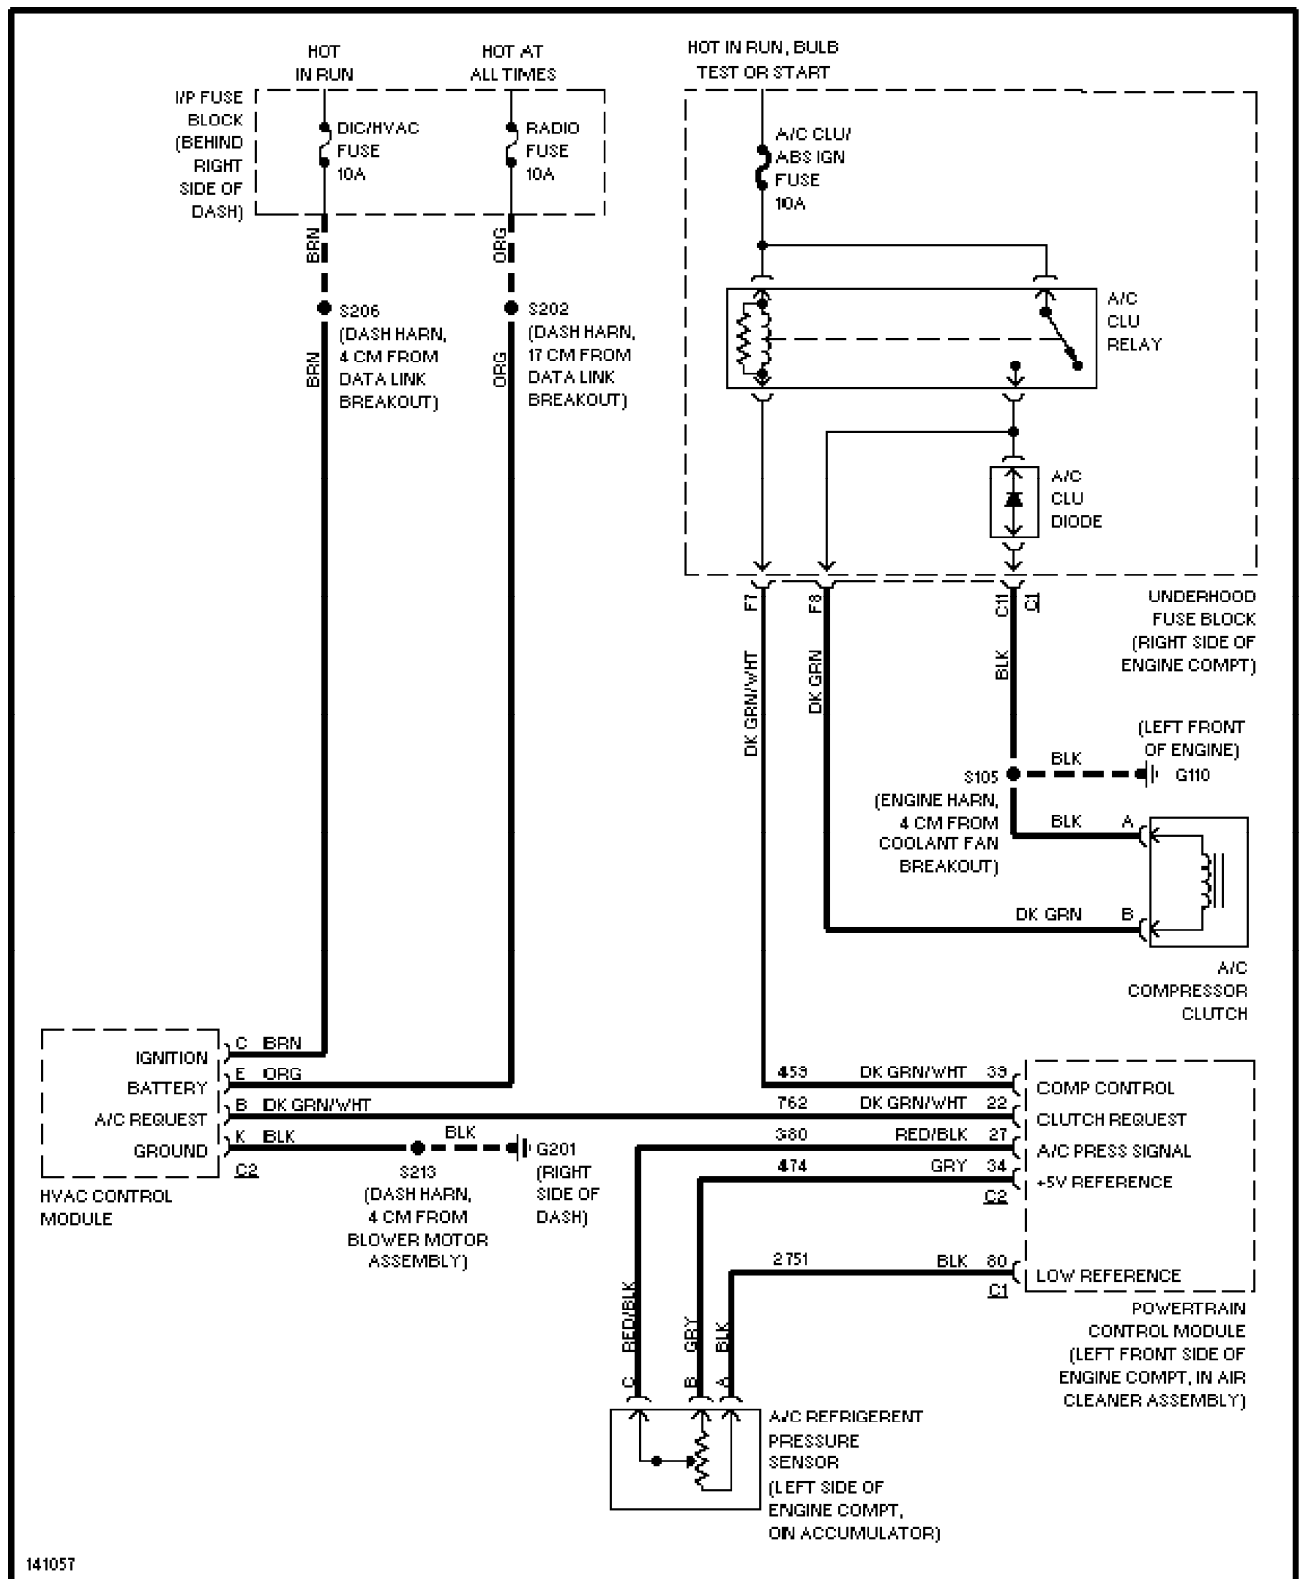 HOT
IN RUN
HOT AT
ALL TIMES
HOT IN RUN, BULB
TEST OR START
I/P FUSE
BLOCK
(BEHIND
RIGHT
SIDE OF
DASH)
DIC/HVAC
FUSE
10A
RADIO
FUSE
10A
A/C CLU/
ABS IGN
FUSE
10A
BRN
ORG
S206
(DASH HARN,
4 CM FROM
DATA LINK
BREAKOUT)
S202
(DASH HARN,
17 CM FROM
DATA LINK
BREAKOUT)
BRN
ORG
A/C
CLU
RELAY
A/C
CLU
DIODE
F7
F8
C11
C1
UNDERHOOD
FUSE BLOCK
(RIGHT SIDE OF
ENGINE COMPT)
DK GRN/WHT
DK GRN
BLK
(LEFT FRONT
OF ENGINE)
BLK
G110
S105
(ENGINE HARN,
4 CM FROM
COOLANT FAN
BREAKOUT)
BLK A
DK GRN B
A/C
COMPRESSOR
CLUTCH
IGNITION
BATTERY
A/C REQUEST
GROUND
C BRN
E ORG
B DK GRN/WHT
K BLK
C2
HVAC CONTROL
MODULE
BLK
S213
(DASH HARN,
4 CM FROM
BLOWER MOTOR
ASSEMBLY)
G201
(RIGHT
SIDE OF
DASH)
459 DK GRN/WHT 33
762 DK GRN/WHT 22
380 RED/BLK 27
474 GRY 34
C2
2751 BLK 80
C1
COMP CONTROL
CLUTCH REQUEST
A/C PRESS SIGNAL
+5V REFERENCE
LOW REFERENCE
POWERTRAIN
CONTROL MODULE
(LEFT FRONT SIDE OF
ENGINE COMPT, IN AIR
CLEANER ASSEMBLY)
C RED/BLK
B GRY
A BLK
A/C REFRIGERENT
PRESSURE
SENSOR
(LEFT SIDE OF
ENGINE COMPT,
ON ACCUMULATOR)
141057